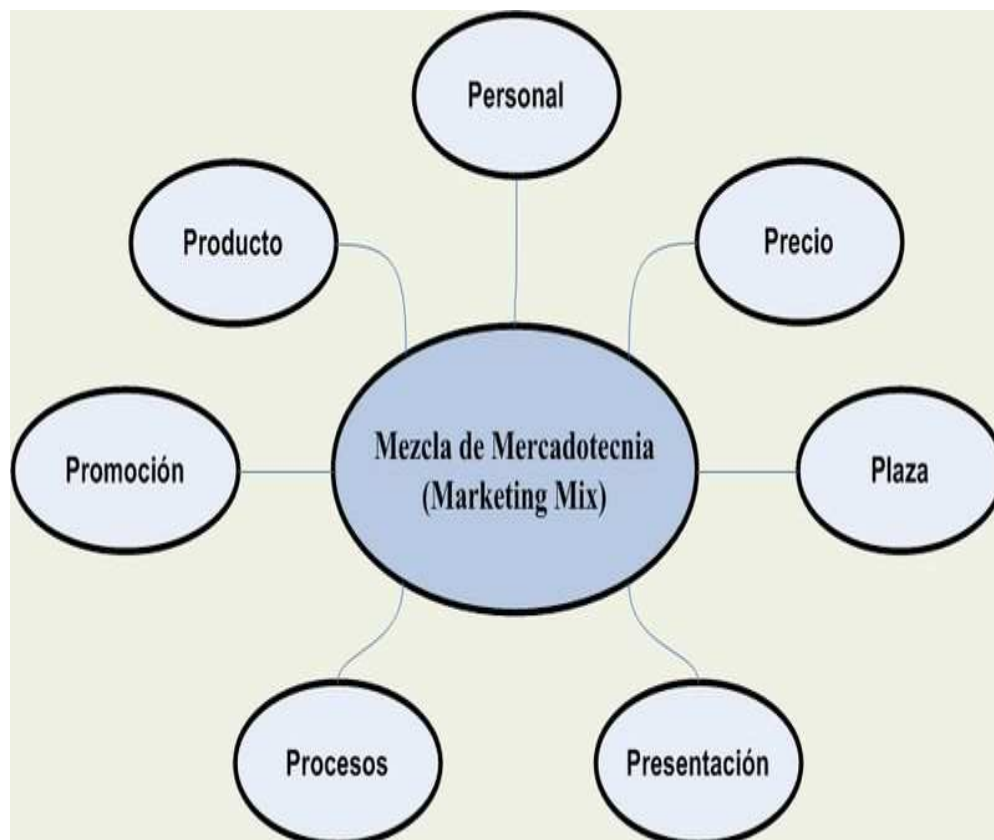 Personal
Producto
Precio
Mezcla de Mercadotecnia
(Marketing Mix)
Promoción
Plaza
Procesos
Presentación